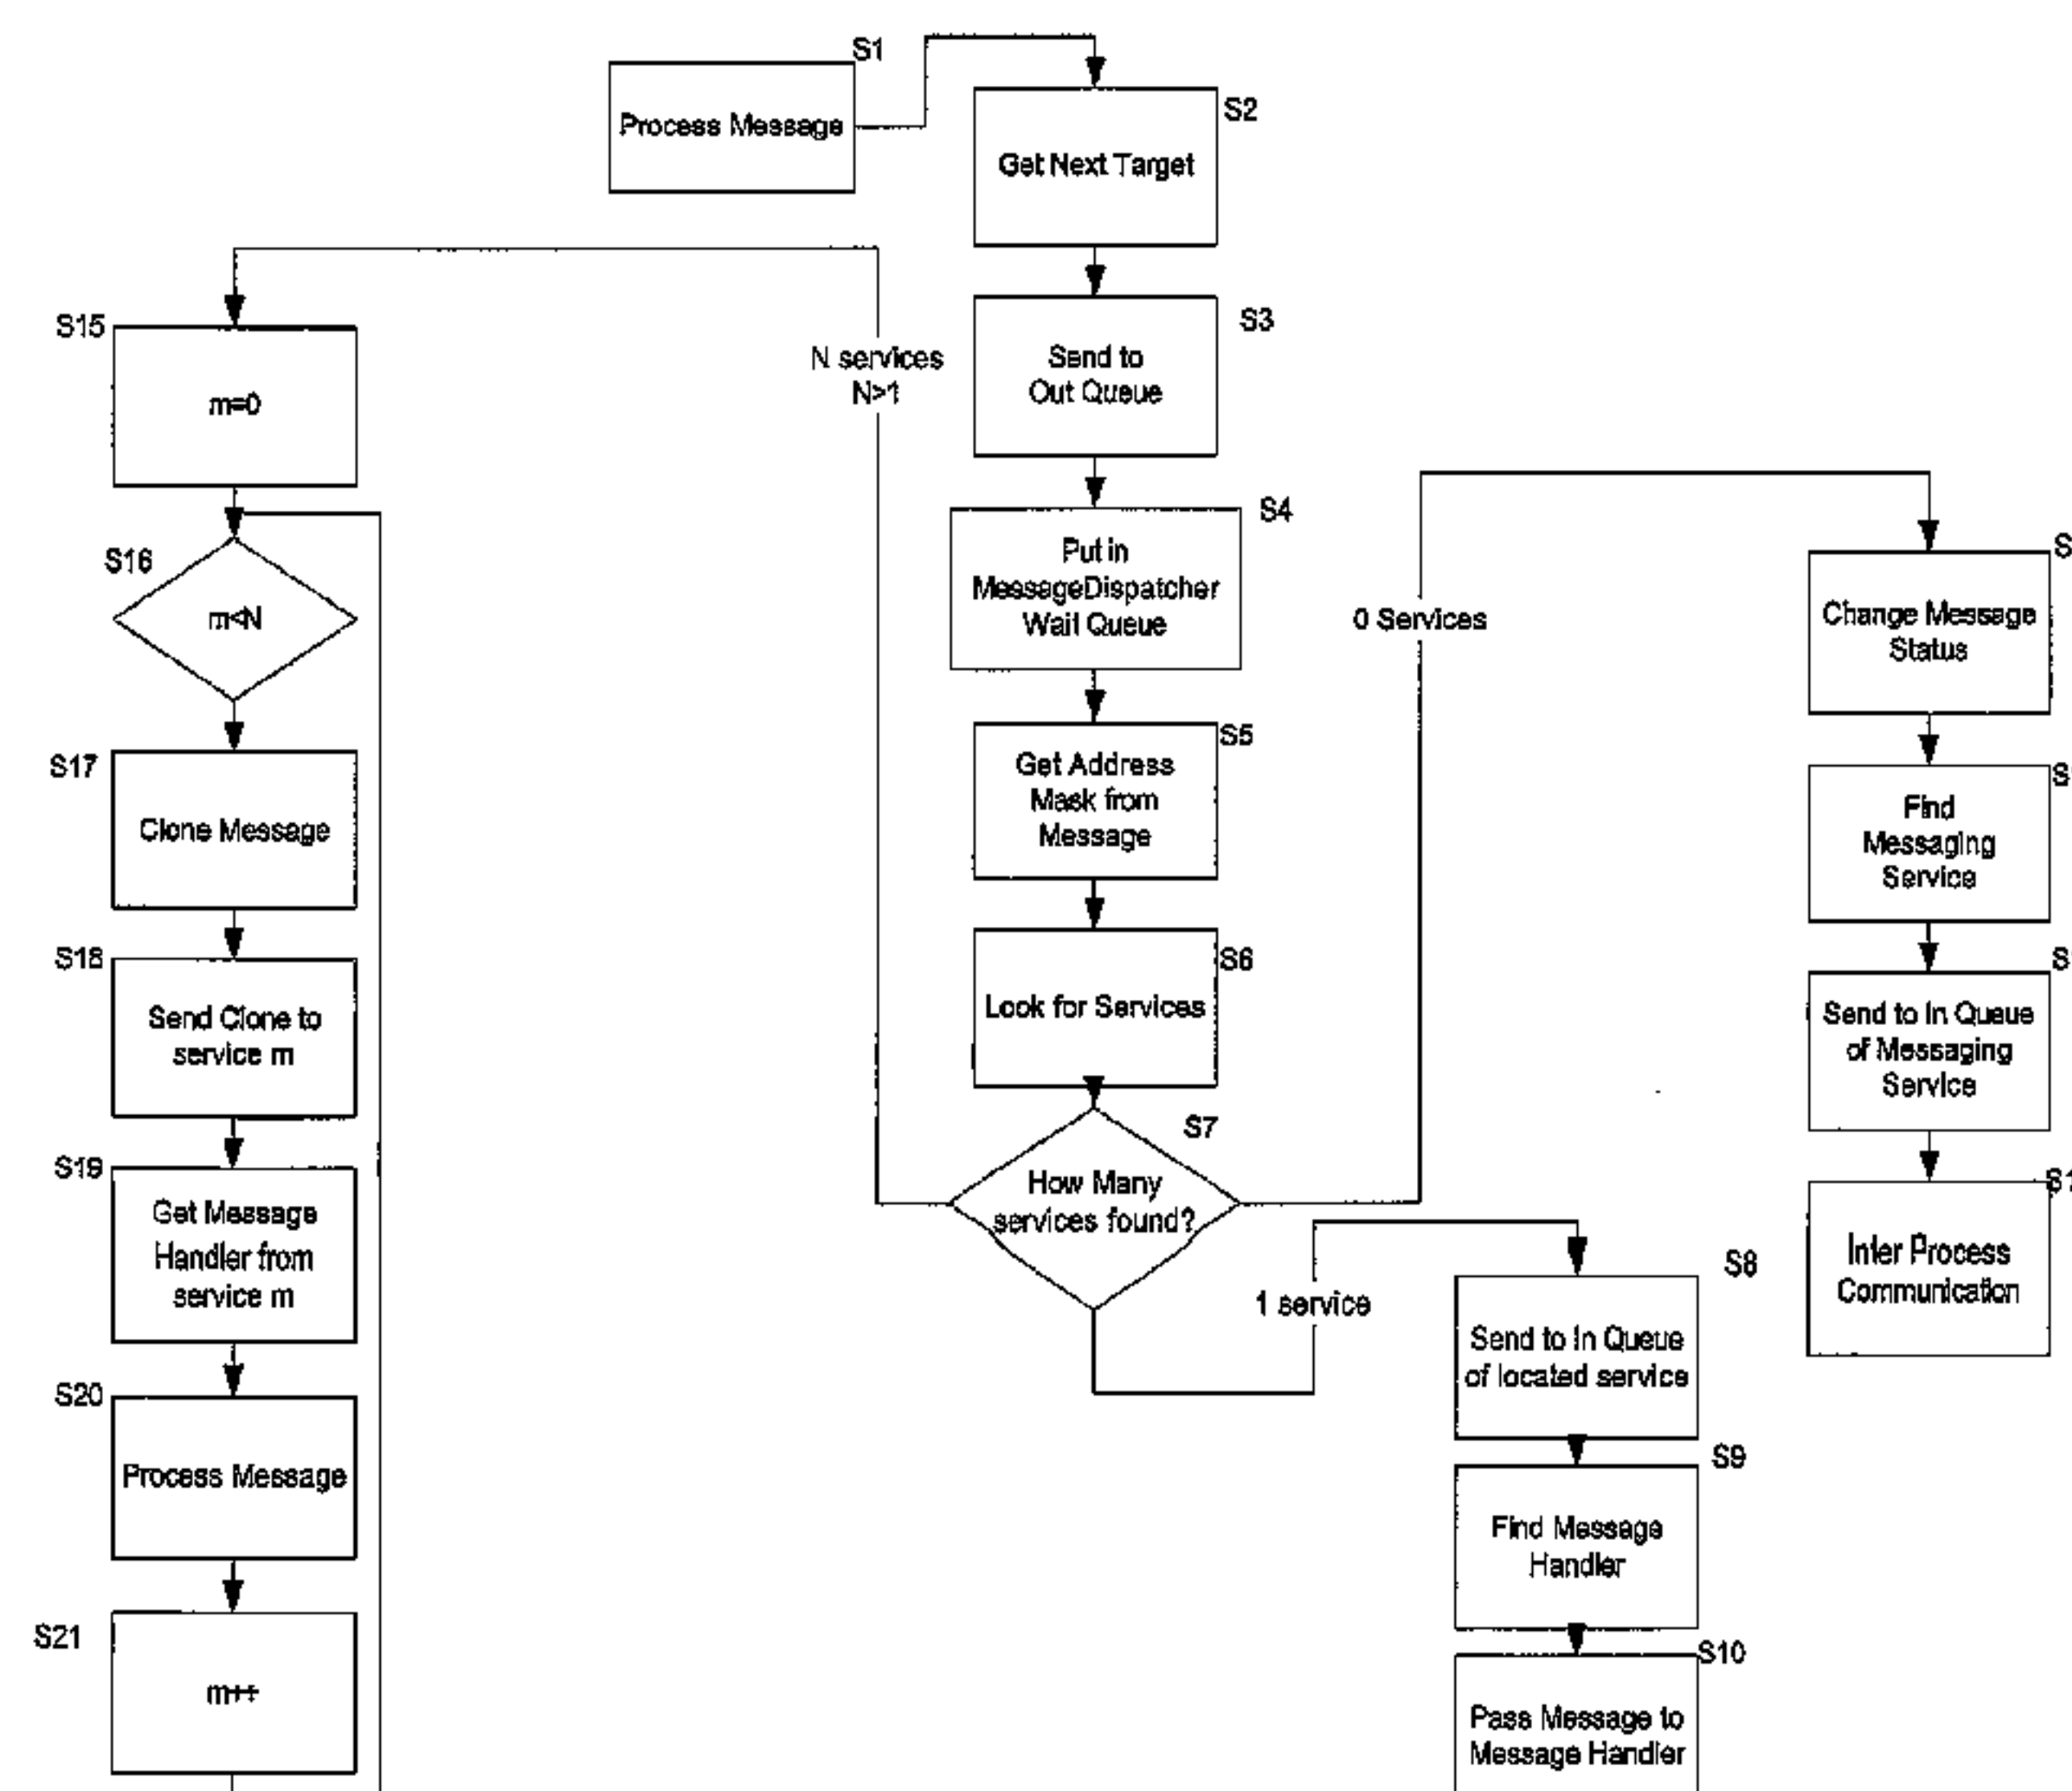 S1
Process Message
S2
Get Next Target
S3
Send to
Out Queue
S4
Put in
MessageDispatcher
Wait Queue
S5
Get Address
Mask from
Message
S6
Look for Services
S7
How Many
services found?
N services
N>1
0 Services
1 service
S8
Send to In Queue
of located service
S9
Find Message
Handler
S10
Pass Message to
Message Handler
S
Change Message
Status
S
Find
Messaging
Service
S
Send to In Queue
of Messaging
Service
S1
Inter Process
Communication
S15
m=0
S16
m<N
S17
Clone Message
S18
Send Clone to
service m
S19
Get Message
Handler from
service m
S20
Process Message
S21
m++